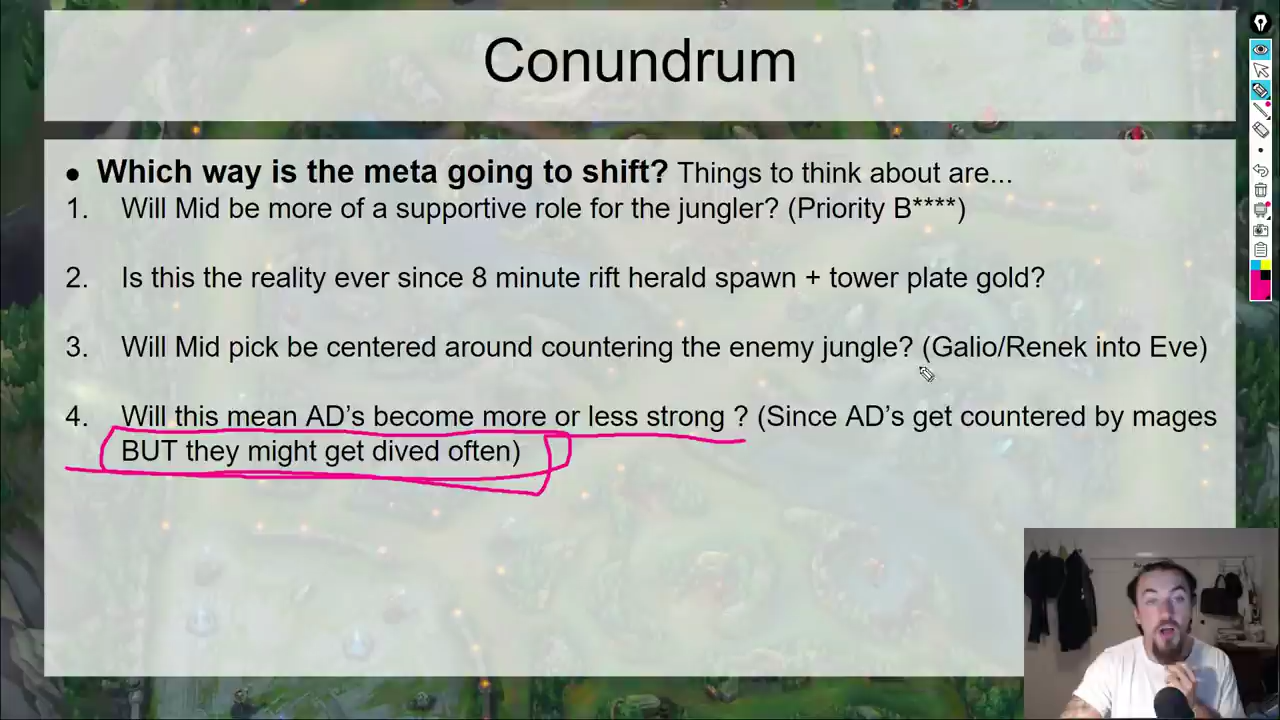 Conundrum
● Which way is the meta going to shift? Things to think about are...
1. Will Mid be more of a supportive role for the jungler? (Priority B****)
2. Is this the reality ever since 8 minute rift herald spawn + tower plate gold?
3. Will Mid pick be centered around countering the enemy jungle? (Galio/Renek into Eve)
4. Will this mean AD's become more or less strong ? (Since AD's get countered by mages
BUT they might get dived often)